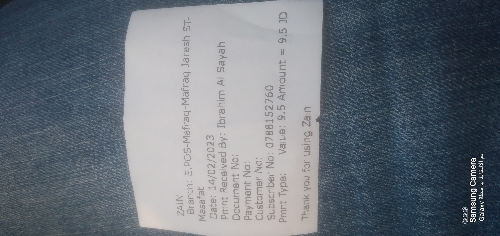 ZAIN
Branch: E.POS-Mafraq-Mafraq Jaresh ST-
Masafat
Date: 14/02/2023
Pmnt Received By: Ibrahim Al Sayah
Document No:
Payment No:
Customer No:
Subscriber No: 0788152760
Pmnt Type: Value: 9.5 Amount = 9.5 JD
Thank you for using Zain
Samsung Camera